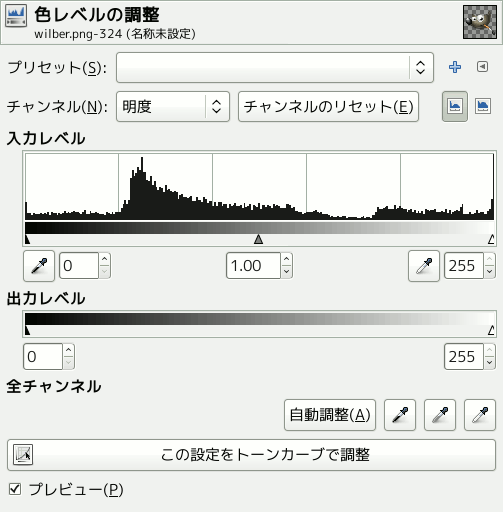 色レベルの調整
wilber.png-324 (名称未設定)
プリセット(S):
チャンネル(N): 明度 チャンネルのリセット(E)
入力レベル
0 1.00 255
出力レベル
0 255
全チャンネル
自動調整(A)
この設定をトーンカーブで調整
プレビュー(P)